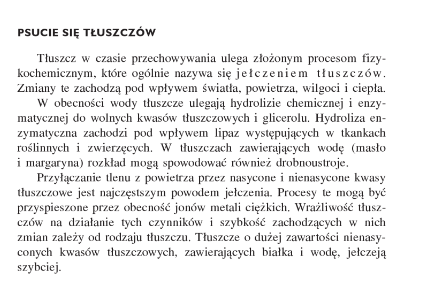 PSUCIE SIĘ TŁUSZCZÓW
Tłuszcz w czasie przechowywania ulega złożonym procesom fizy-
kochemicznym, które ogólnie nazywa się jełczeniem tłuszczów.
Zmiany te zachodzą pod wpływem światła, powietrza, wilgoci i ciepła.
W obecności wody tłuszcze ulegają hydrolizie chemicznej i enzy-
matycznej do wolnych kwasów tłuszczowych i glicerolu. Hydroliza en-
zymatyczna zachodzi pod wpływem lipaz występujących w tkankach
roślinnych i zwierzęcych. W tłuszczach zawierających wodę (masło
i margaryna) rozkład mogą spowodować również drobnoustroje.
Przyłączanie tlenu z powietrza przez nasycone i nienasycone kwasy
tłuszczowe jest najczęstszym powodem jełczenia. Procesy te mogą być
przyspieszone przez obecność jonów metali ciężkich. Wrażliwość tłusz-
czów na działanie tych czynników i szybkość zachodzących w nich
zmian zależy od rodzaju tłuszczu. Tłuszcze o dużej zawartości nienasy-
conych kwasów tłuszczowych, zawierających białka i wodę, jełczeją
szybciej.